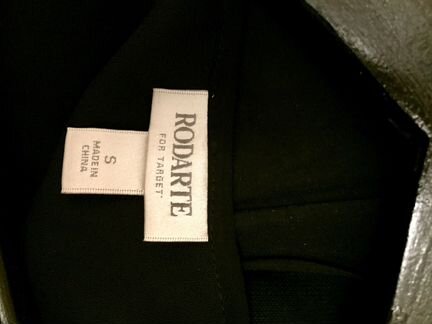 RODARTE
FOR TARGET
S
MADE IN
CHINA